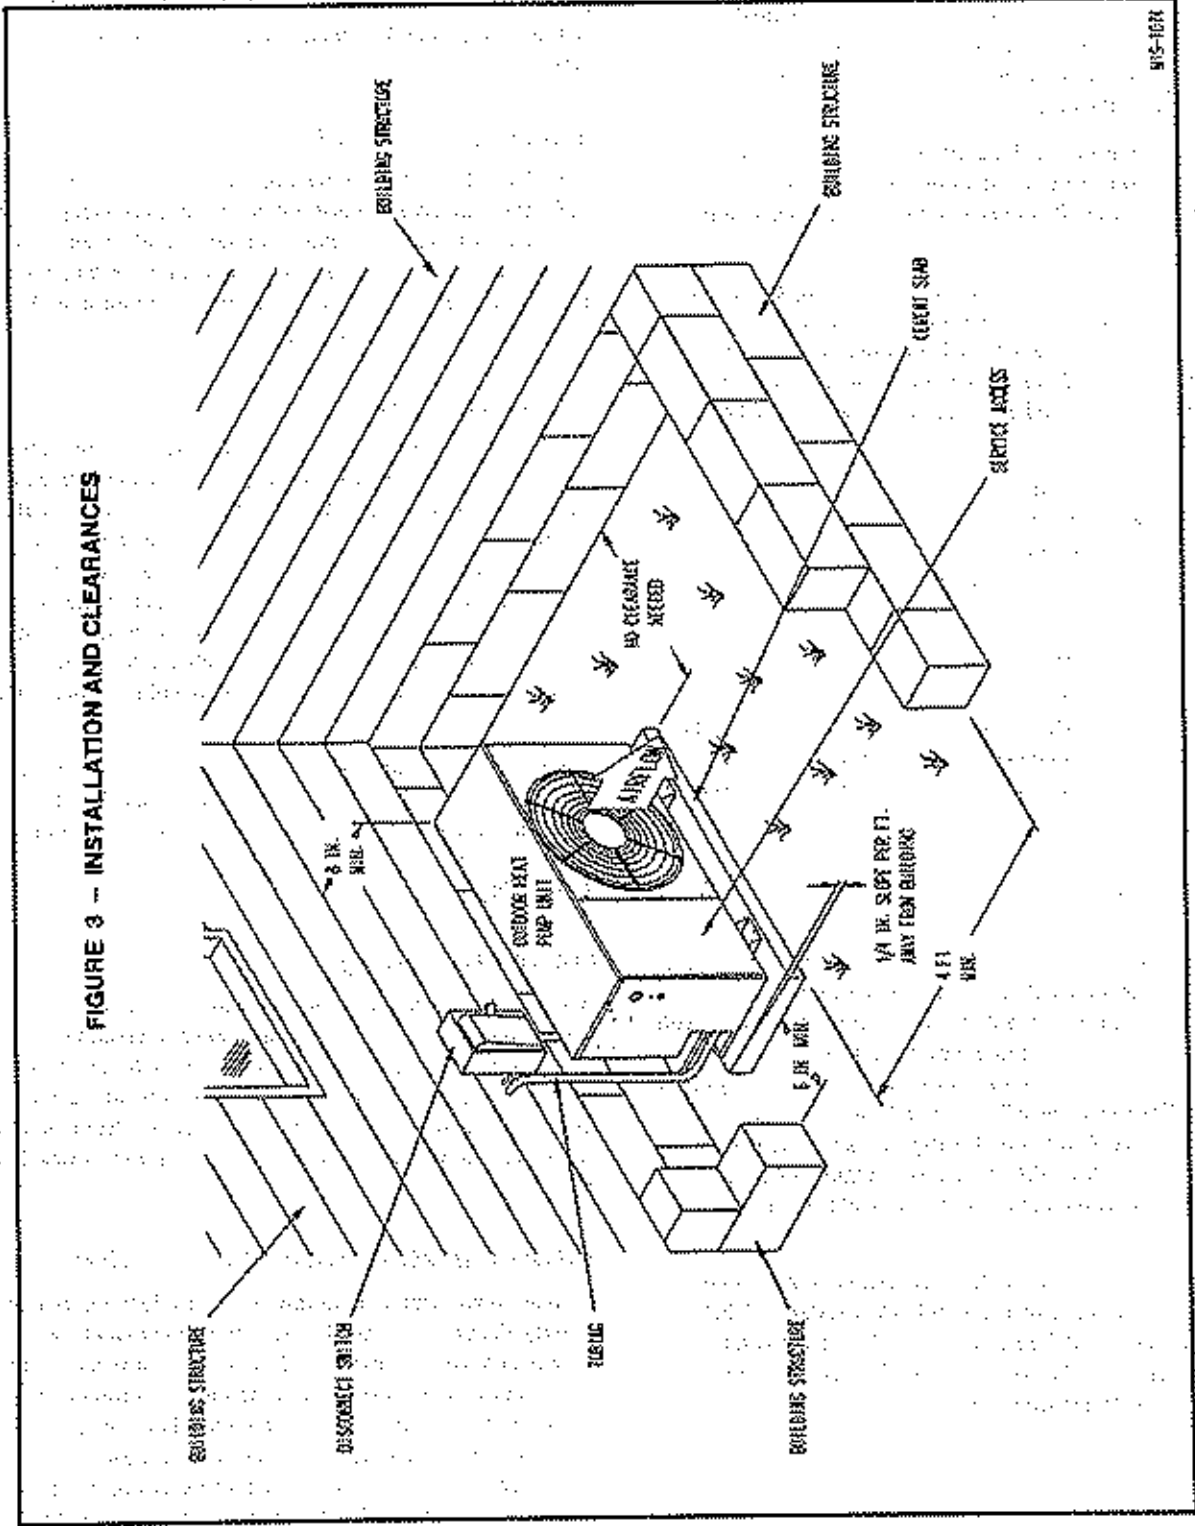 FIGURE 3 -- INSTALLATION AND CLEARANCES
BUILDING STRUCTURE
DISCONNECT SWITCH
TUBING
BUILDING STRUCTURE
6 IN.
MIN.
OUTDOOR HEAT
PUMP UNIT
AIRFLOW
NO CLEARANCE
NEEDED
BUILDING STRUCTURE
BUILDING STRUCTURE
CEMENT SLAB
SERVICE ACCESS
6 IN. MIN.
1/4 IN. SLOPE PER FT.
AWAY FROM BUILDING
4 FT.
MIN.